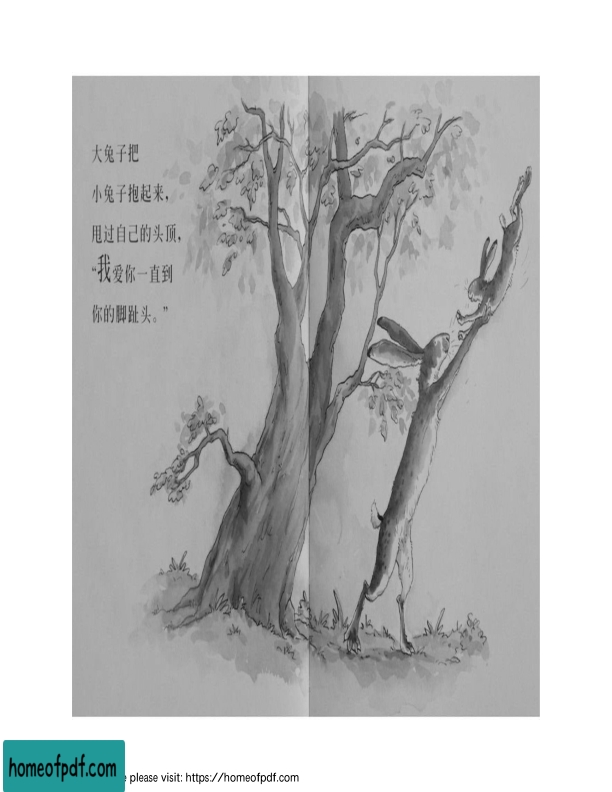 大兔子把
小兔子抱起来，
甩过自己的头顶，
“我爱你一直到
你的脚趾头。”
homeofpdf.com
e please visit: https://homeofpdf.com